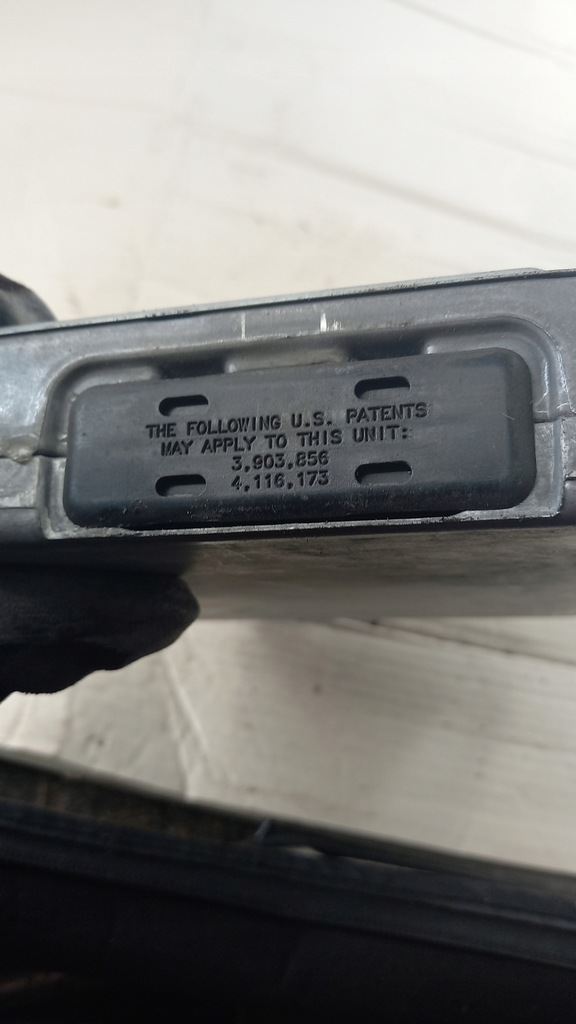 THE FOLLOWING U.S. PATENTS
MAY APPLY TO THIS UNIT:
3,903,856
4,116,173